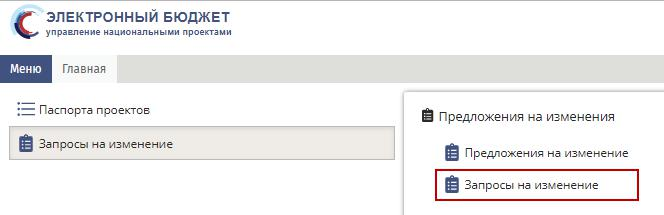 ЭЛЕКТРОННЫЙ БЮДЖЕТ
управление национальными проектами
Меню Главная
Паспорта проектов
Запросы на изменение
Предложения на изменения
Предложения на изменение
Запросы на изменение